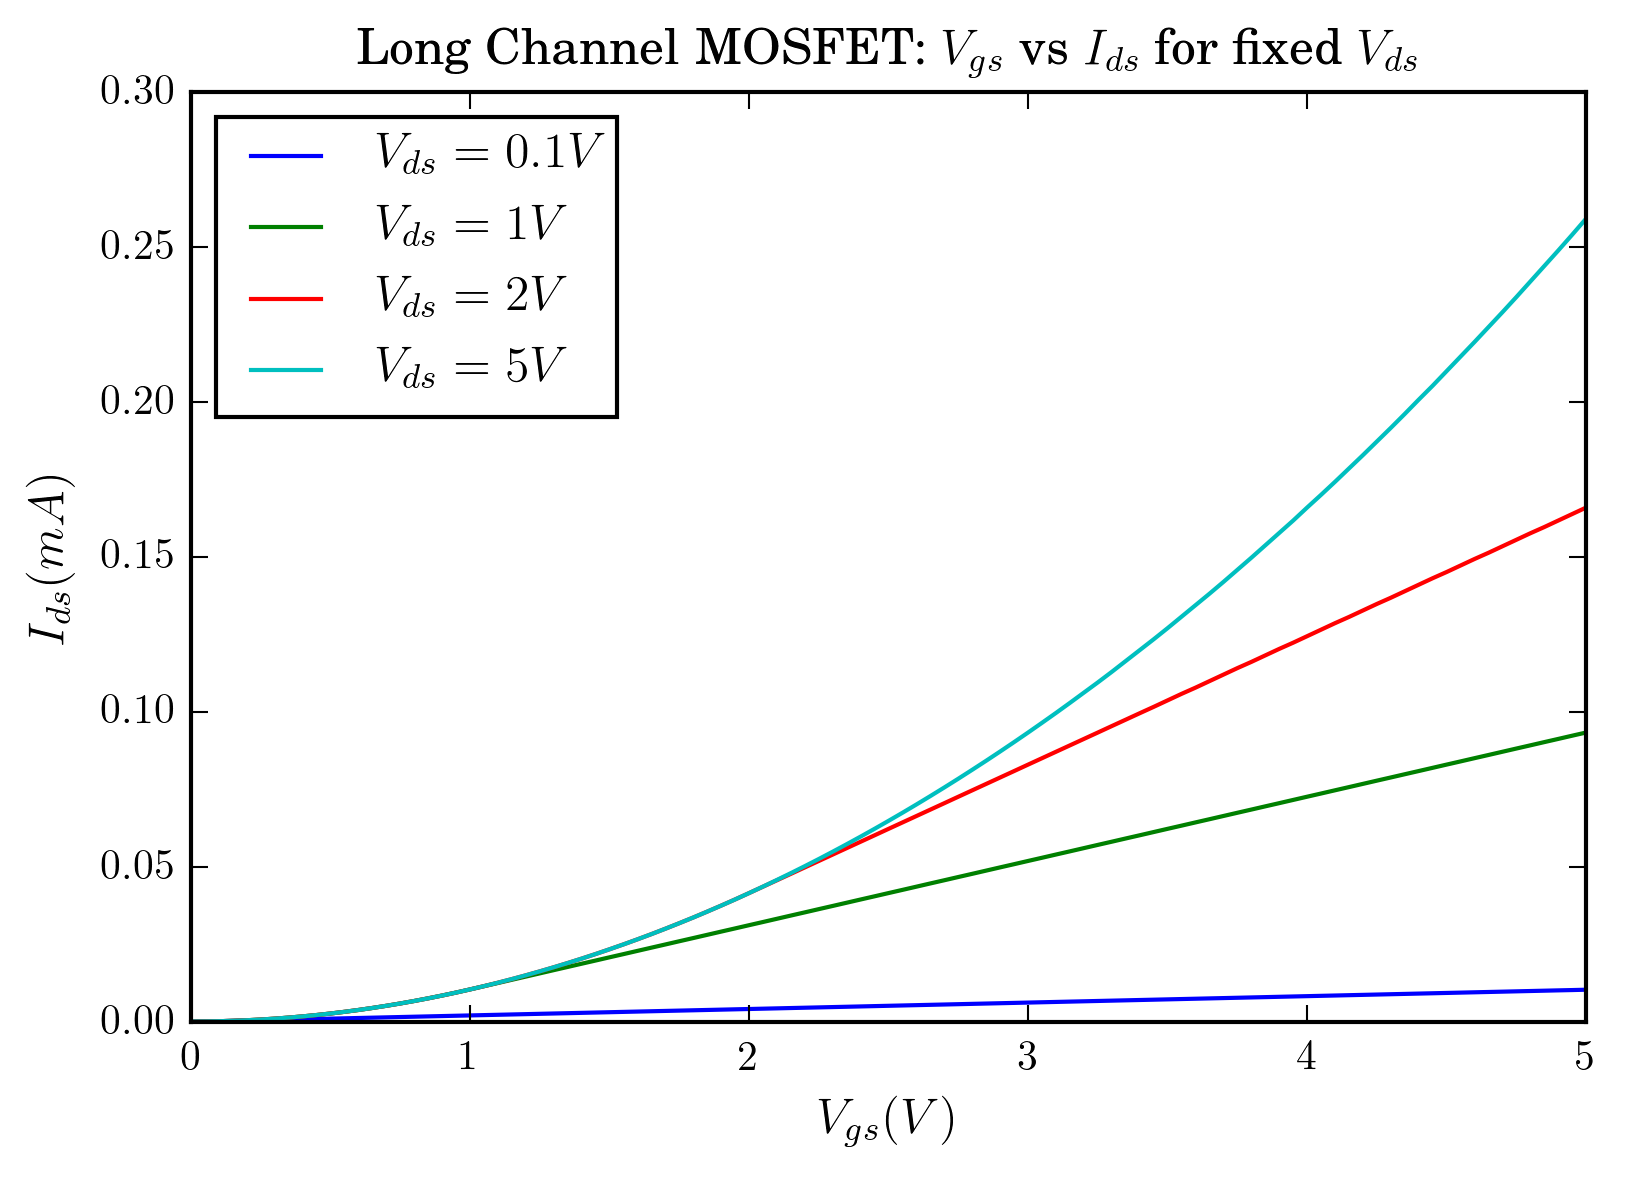 Long Channel MOSFET: V_gs vs I_ds for fixed V_ds
0.30
0.25
0.20
0.15
0.10
0.05
0.00
I_ds(mA)
V_ds = 0.1V
V_ds = 1V
V_ds = 2V
V_ds = 5V
0 1 2 3 4 5
V_gs(V)